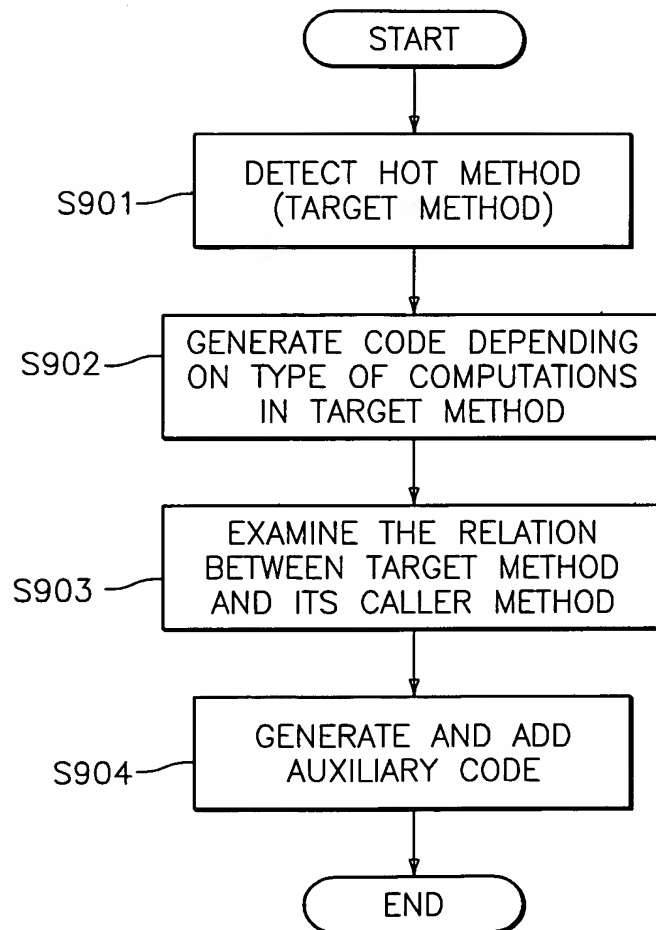 START
S901
DETECT HOT METHOD
(TARGET METHOD)
S902
GENERATE CODE DEPENDING
ON TYPE OF COMPUTATIONS
IN TARGET METHOD
S903
EXAMINE THE RELATION
BETWEEN TARGET METHOD
AND ITS CALLER METHOD
S904
GENERATE AND ADD
AUXILIARY CODE
END